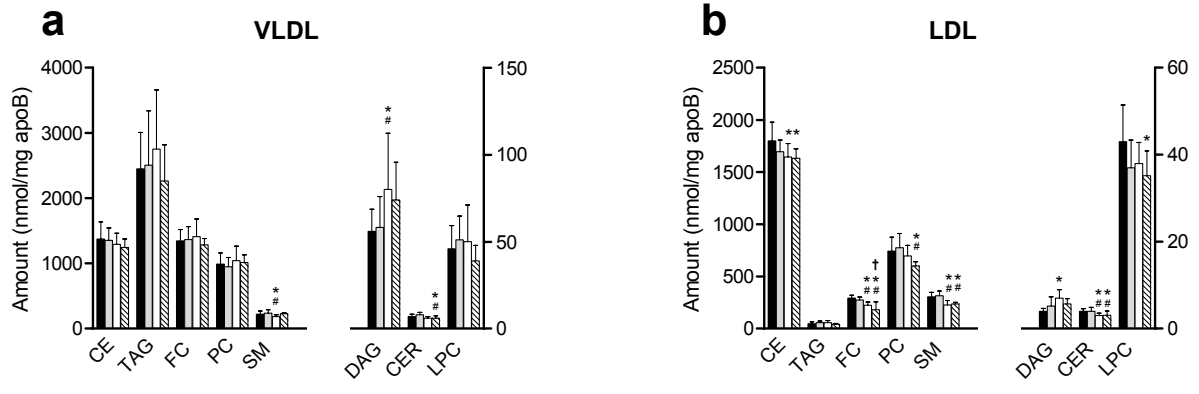 a
VLDL
Amount (nmol/mg apoB)
4000
3000
2000
1000
0
150
100
50
0
*
#
*
#
*
#
CE
TAG
FC
PC
SM
DAG
CER
LPC
b
LDL
Amount (nmol/mg apoB)
2500
2000
1500
1000
500
0
60
40
20
0
**
†
**
##
*
#
**
##
*
**
##
*
CE
TAG
FC
PC
SM
DAG
CER
LPC